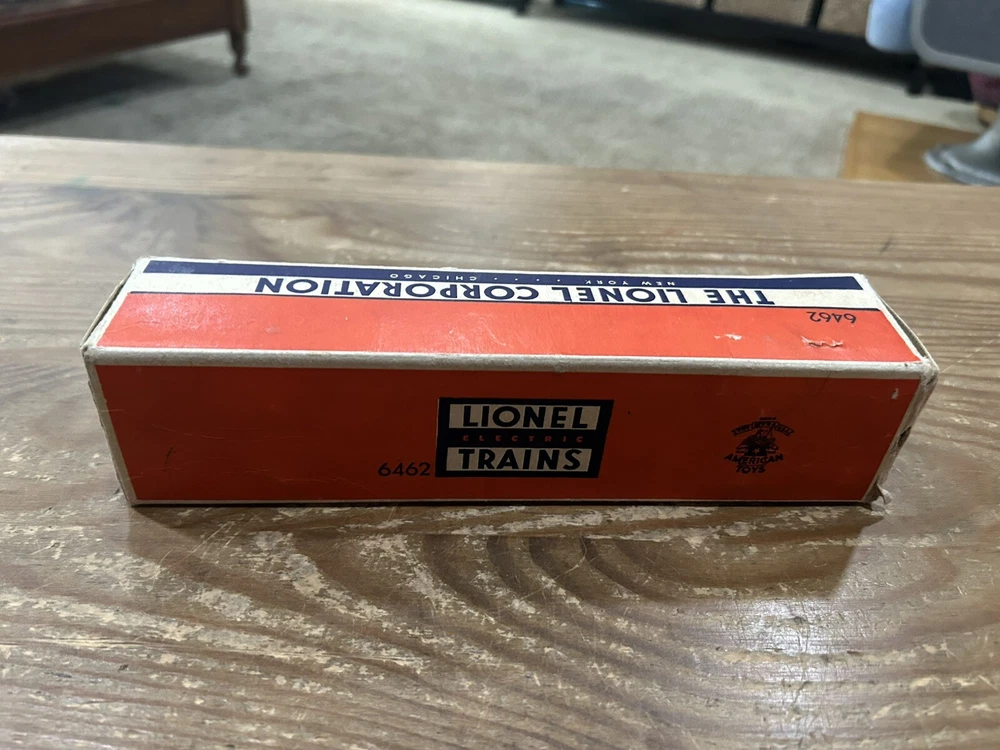 NEW YORK · · · · · CHICAGO
THE LIONEL CORPORATION
6462
LIONEL
ELECTRIC
TRAINS
6462
AMERICAN
TOYS